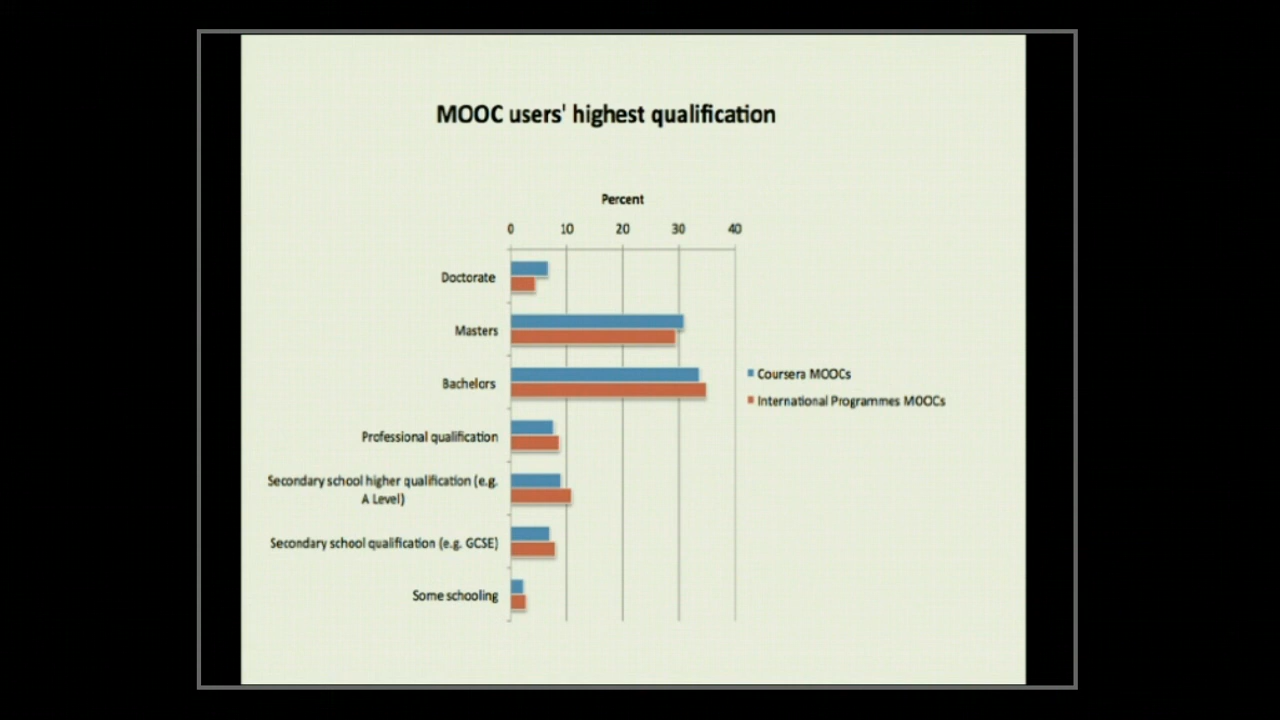 MOOC users' highest qualification
Percent
0 10 20 30 40
Doctorate
Masters
Bachelors
Professional qualification
Secondary school higher qualification (e.g.
A Level)
Secondary school qualification (e.g. GCSE)
Some schooling
Coursera MOOCs
International Programmes MOOCs